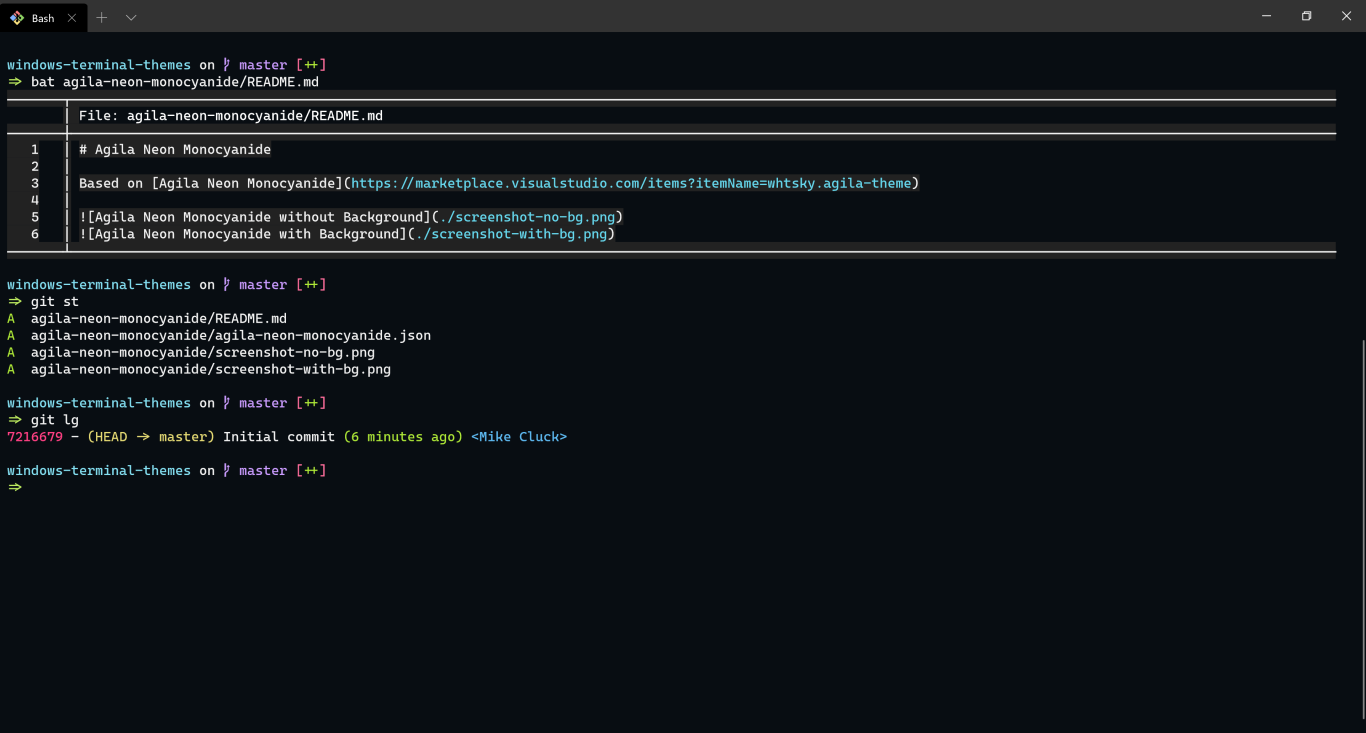 Bash
windows-terminal-themes on master [++]
⇒ bat agila-neon-monocyanide/README.md
File: agila-neon-monocyanide/README.md
1 # Agila Neon Monocyanide
2
3 Based on [Agila Neon Monocyanide](https://marketplace.visualstudio.com/items?itemName=whtsky.agila-theme)
4
5 ![Agila Neon Monocyanide without Background](./screenshot-no-bg.png)
6 ![Agila Neon Monocyanide with Background](./screenshot-with-bg.png)
windows-terminal-themes on master [++]
⇒ git st
A agila-neon-monocyanide/README.md
A agila-neon-monocyanide/agila-neon-monocyanide.json
A agila-neon-monocyanide/screenshot-no-bg.png
A agila-neon-monocyanide/screenshot-with-bg.png
windows-terminal-themes on master [++]
⇒ git lg
7216679 - (HEAD -> master) Initial commit (6 minutes ago) <Mike Cluck>
windows-terminal-themes on master [++]
⇒